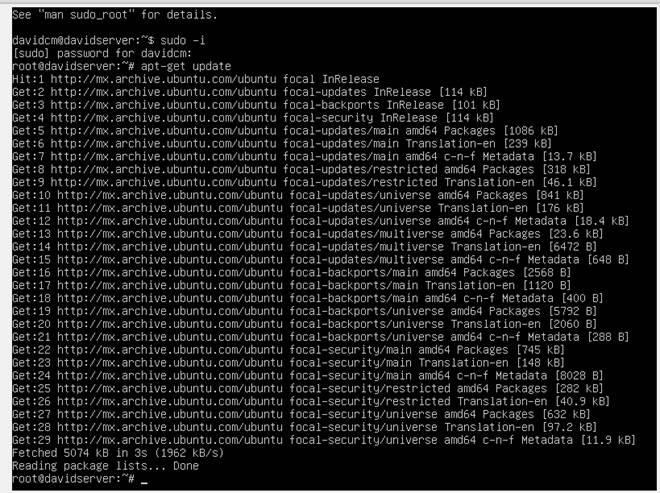 See "man sudo_root" for details.
davidcm@davidserver:~$ sudo -i
[sudo] password for davidcm:
root@davidserver:~# apt-get update
Hit:1 http://mx.archive.ubuntu.com/ubuntu focal InRelease
Get:2 http://mx.archive.ubuntu.com/ubuntu focal-updates InRelease [114 kB]
Get:3 http://mx.archive.ubuntu.com/ubuntu focal-backports InRelease [101 kB]
Get:4 http://mx.archive.ubuntu.com/ubuntu focal-security InRelease [114 kB]
Get:5 http://mx.archive.ubuntu.com/ubuntu focal-updates/main amd64 Packages [1086 kB]
Get:6 http://mx.archive.ubuntu.com/ubuntu focal-updates/main Translation-en [239 kB]
Get:7 http://mx.archive.ubuntu.com/ubuntu focal-updates/main amd64 c-n-f Metadata [13.7 kB]
Get:8 http://mx.archive.ubuntu.com/ubuntu focal-updates/restricted amd64 Packages [318 kB]
Get:9 http://mx.archive.ubuntu.com/ubuntu focal-updates/restricted Translation-en [46.1 kB]
Get:10 http://mx.archive.ubuntu.com/ubuntu focal-updates/universe amd64 Packages [841 kB]
Get:11 http://mx.archive.ubuntu.com/ubuntu focal-updates/universe Translation-en [176 kB]
Get:12 http://mx.archive.ubuntu.com/ubuntu focal-updates/universe amd64 c-n-f Metadata [18.4 kB]
Get:13 http://mx.archive.ubuntu.com/ubuntu focal-updates/multiverse amd64 Packages [23.6 kB]
Get:14 http://mx.archive.ubuntu.com/ubuntu focal-updates/multiverse Translation-en [6472 B]
Get:15 http://mx.archive.ubuntu.com/ubuntu focal-updates/multiverse amd64 c-n-f Metadata [648 B]
Get:16 http://mx.archive.ubuntu.com/ubuntu focal-backports/main amd64 Packages [2568 B]
Get:17 http://mx.archive.ubuntu.com/ubuntu focal-backports/main Translation-en [1120 B]
Get:18 http://mx.archive.ubuntu.com/ubuntu focal-backports/main amd64 c-n-f Metadata [400 B]
Get:19 http://mx.archive.ubuntu.com/ubuntu focal-backports/universe amd64 Packages [5792 B]
Get:20 http://mx.archive.ubuntu.com/ubuntu focal-backports/universe Translation-en [2060 B]
Get:21 http://mx.archive.ubuntu.com/ubuntu focal-backports/universe amd64 c-n-f Metadata [288 B]
Get:22 http://mx.archive.ubuntu.com/ubuntu focal-security/main amd64 Packages [745 kB]
Get:23 http://mx.archive.ubuntu.com/ubuntu focal-security/main Translation-en [148 kB]
Get:24 http://mx.archive.ubuntu.com/ubuntu focal-security/main amd64 c-n-f Metadata [8028 B]
Get:25 http://mx.archive.ubuntu.com/ubuntu focal-security/restricted amd64 Packages [282 kB]
Get:26 http://mx.archive.ubuntu.com/ubuntu focal-security/restricted Translation-en [40.9 kB]
Get:27 http://mx.archive.ubuntu.com/ubuntu focal-security/universe amd64 Packages [632 kB]
Get:28 http://mx.archive.ubuntu.com/ubuntu focal-security/universe Translation-en [97.2 kB]
Get:29 http://mx.archive.ubuntu.com/ubuntu focal-security/universe amd64 c-n-f Metadata [11.9 kB]
Fetched 5074 kB in 3s (1962 kB/s)
Reading package lists... Done
root@davidserver:~# _